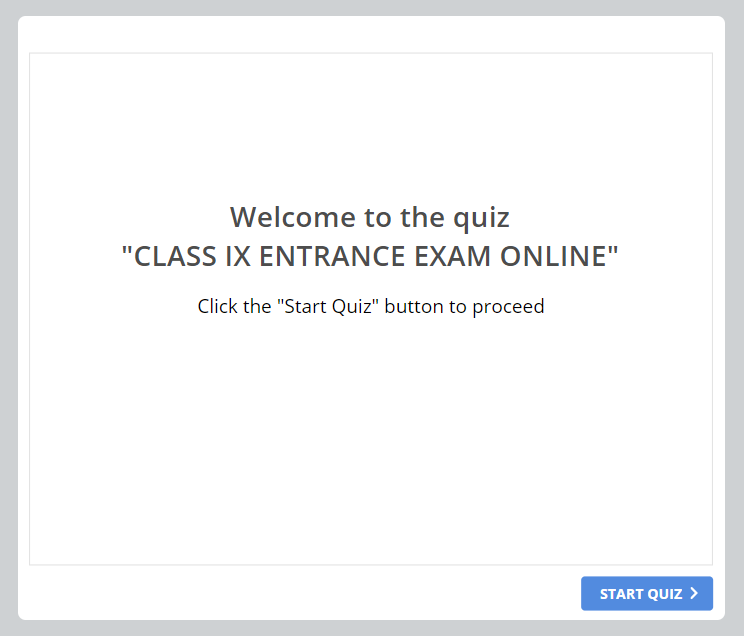 Welcome to the quiz
"CLASS IX ENTRANCE EXAM ONLINE"
Click the "Start Quiz" button to proceed
START QUIZ